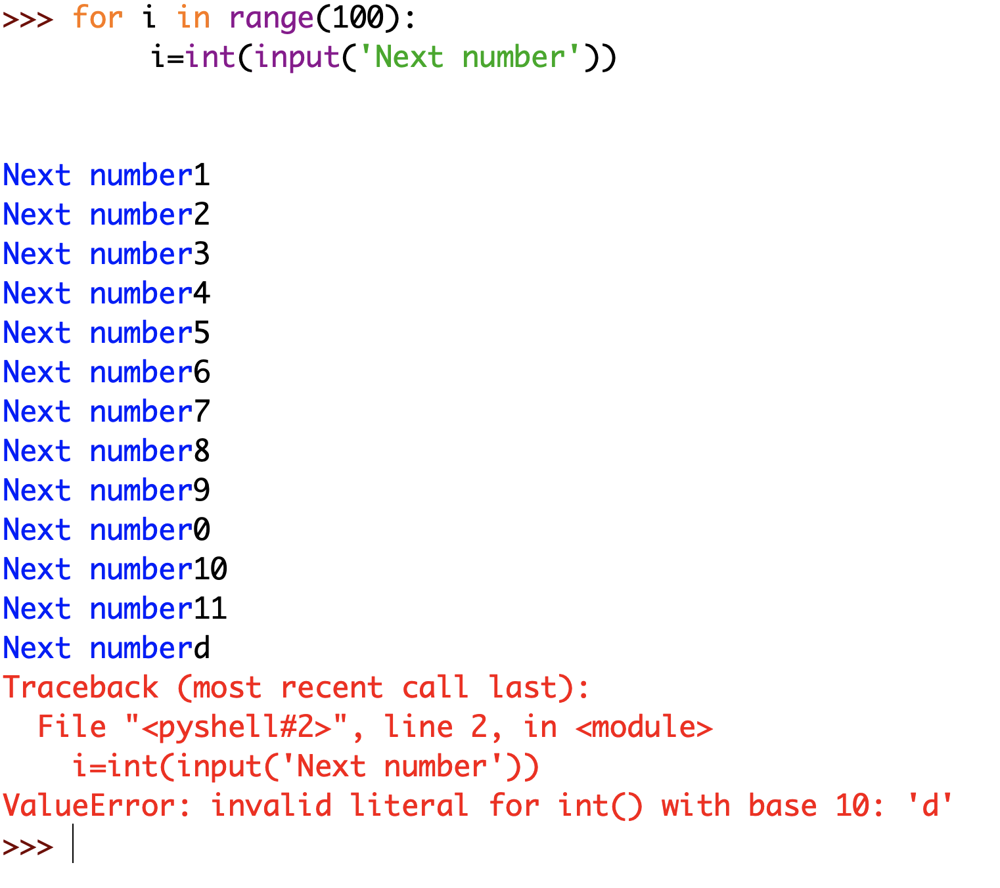 >>> for i in range(100):
        i=int(input('Next number'))
Next number1
Next number2
Next number3
Next number4
Next number5
Next number6
Next number7
Next number8
Next number9
Next number0
Next number10
Next number11
Next numberd
Traceback (most recent call last):
  File "<pyshell#2>", line 2, in <module>
    i=int(input('Next number'))
ValueError: invalid literal for int() with base 10: 'd'
>>>